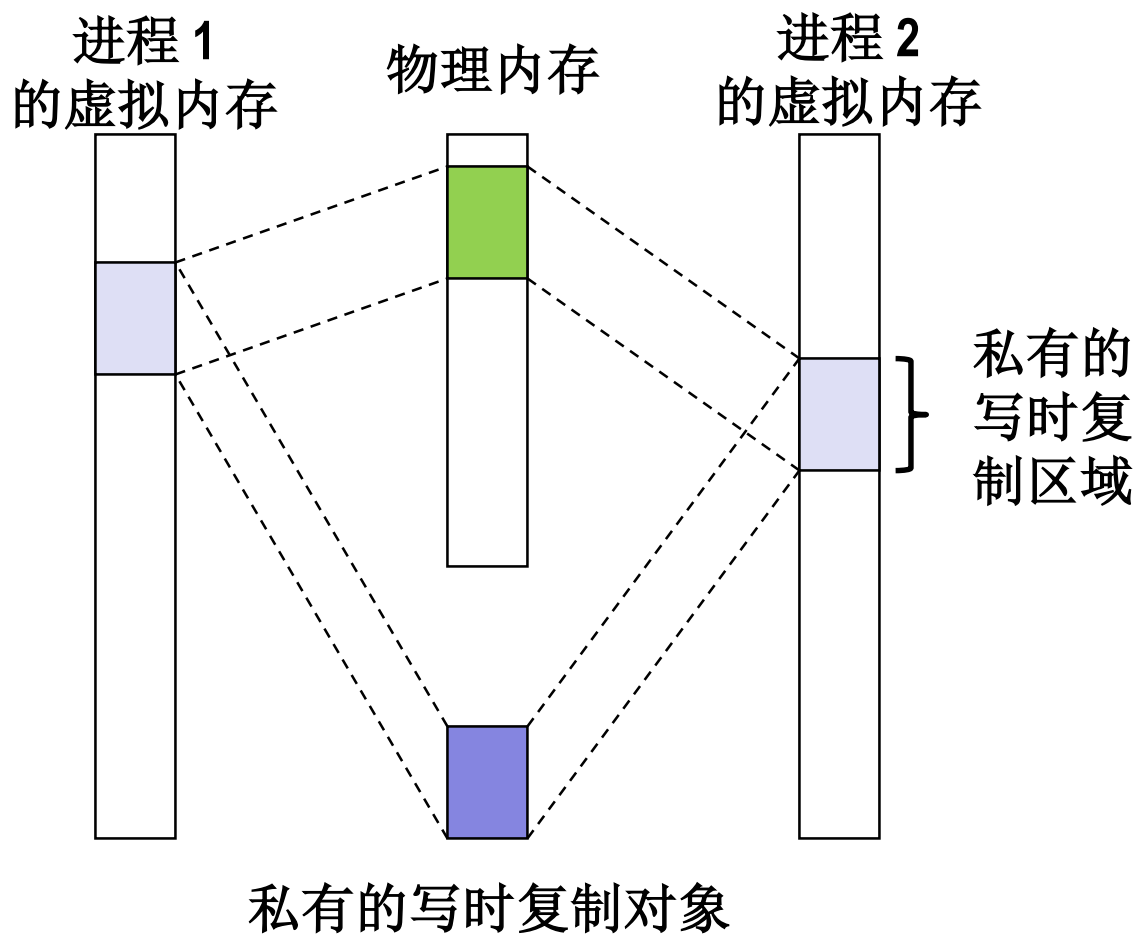 进程 1
的虚拟内存
物理内存
进程 2
的虚拟内存
私有的
写时复
制区域
私有的写时复制对象